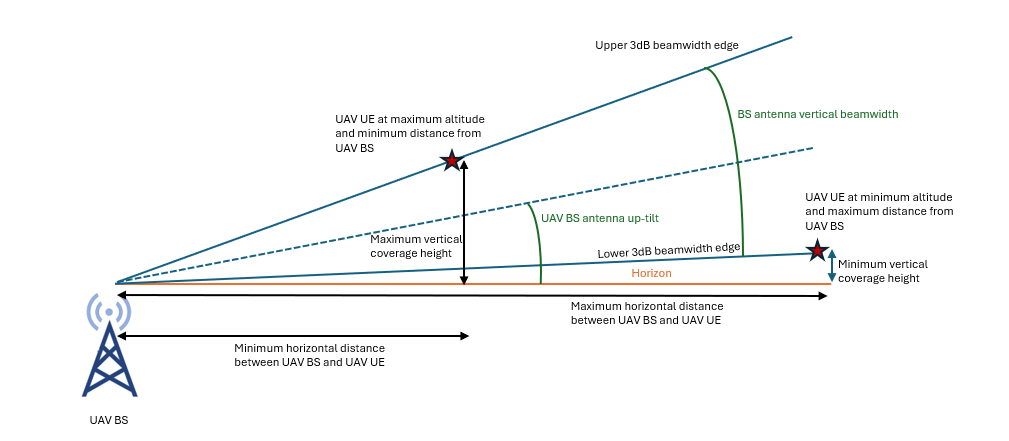 Upper 3dB beamwidth edge
BS antenna vertical beamwidth
UAV UE at maximum altitude
and minimum distance from
UAV BS
UAV UE at minimum altitude
and maximum distance from
UAV BS
UAV BS antenna up-tilt
Maximum vertical
coverage height
Lower 3dB beamwidth edge
Horizon
Minimum vertical
coverage height
Maximum horizontal distance
between UAV BS and UAV UE
Minimum horizontal distance
between UAV BS and UAV UE
UAV BS